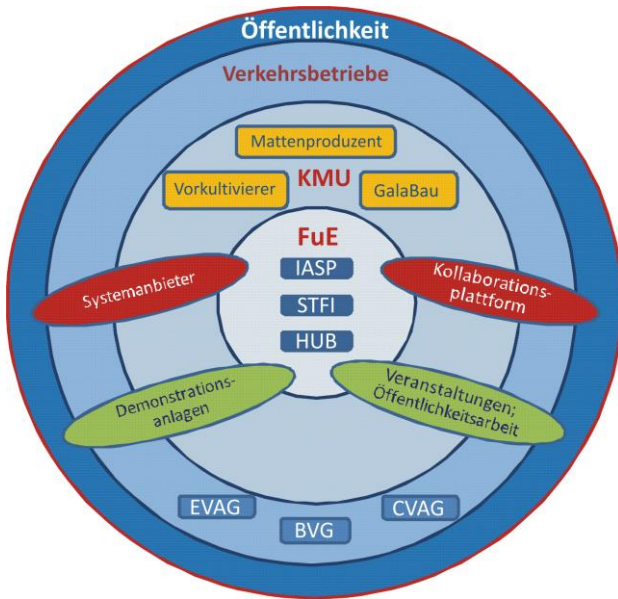 Öffentlichkeit
Verkehrsbetriebe
Mattenproduzent
KMU
Vorkultivierer
GalaBau
FuE
IASP
Systemanbieter
Kollaborations-
plattform
STFI
HUB
Demonstrations-
anlagen
Veranstaltungen;
Öffentlichkeitsarbeit
EVAG
BVG
CVAG